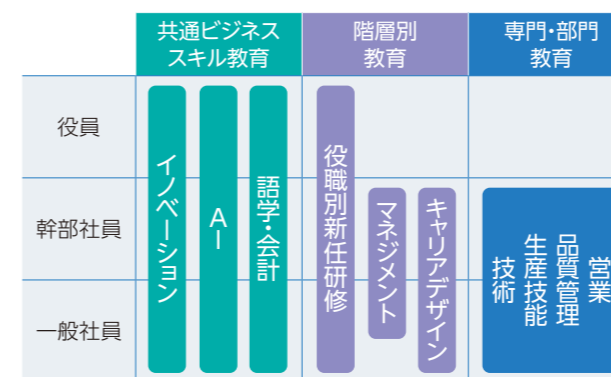 共通ビジネス
スキル教育
階層別
教育
専門・部門
教育
役員
幹部社員
一般社員
イノベーション
AI
語学・会計
役職別新任研修
マネジメント
キャリアデザイン
営業
品質管理
生産技能
技術